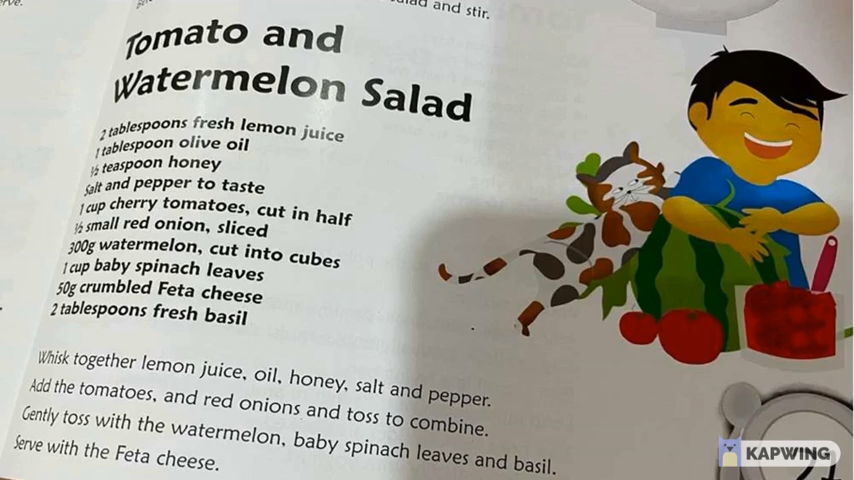 and stir.
Tomato and
Watermelon Salad
2 tablespoons fresh lemon juice
1 tablespoon olive oil
½ teaspoon honey
Salt and pepper to taste
1 cup cherry tomatoes, cut in half
½ small red onion, sliced
300g watermelon, cut into cubes
1 cup baby spinach leaves
50g crumbled Feta cheese
2 tablespoons fresh basil
Whisk together lemon juice, oil, honey, salt and pepper.
Add the tomatoes, and red onions and toss to combine.
Gently toss with the watermelon, baby spinach leaves and basil.
Serve with the Feta cheese.
KAPWING